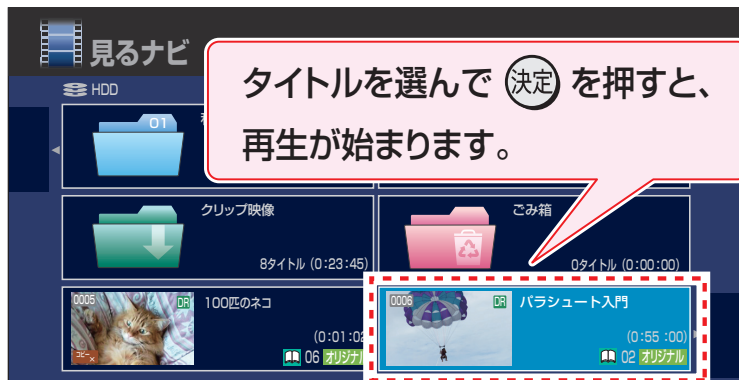 見るナビ
タイトルを選んで 決定 を押すと、
再生が始まります。
HDD
01
クリップ映像
8タイトル (0:23:45)
ごみ箱
0タイトル (0:00:00)
0005
DR
100匹のネコ
(0:01:02
コピー×
06 オリジナル
0006
DR
パラシュート入門
(0:55:00)
02 オリジナル